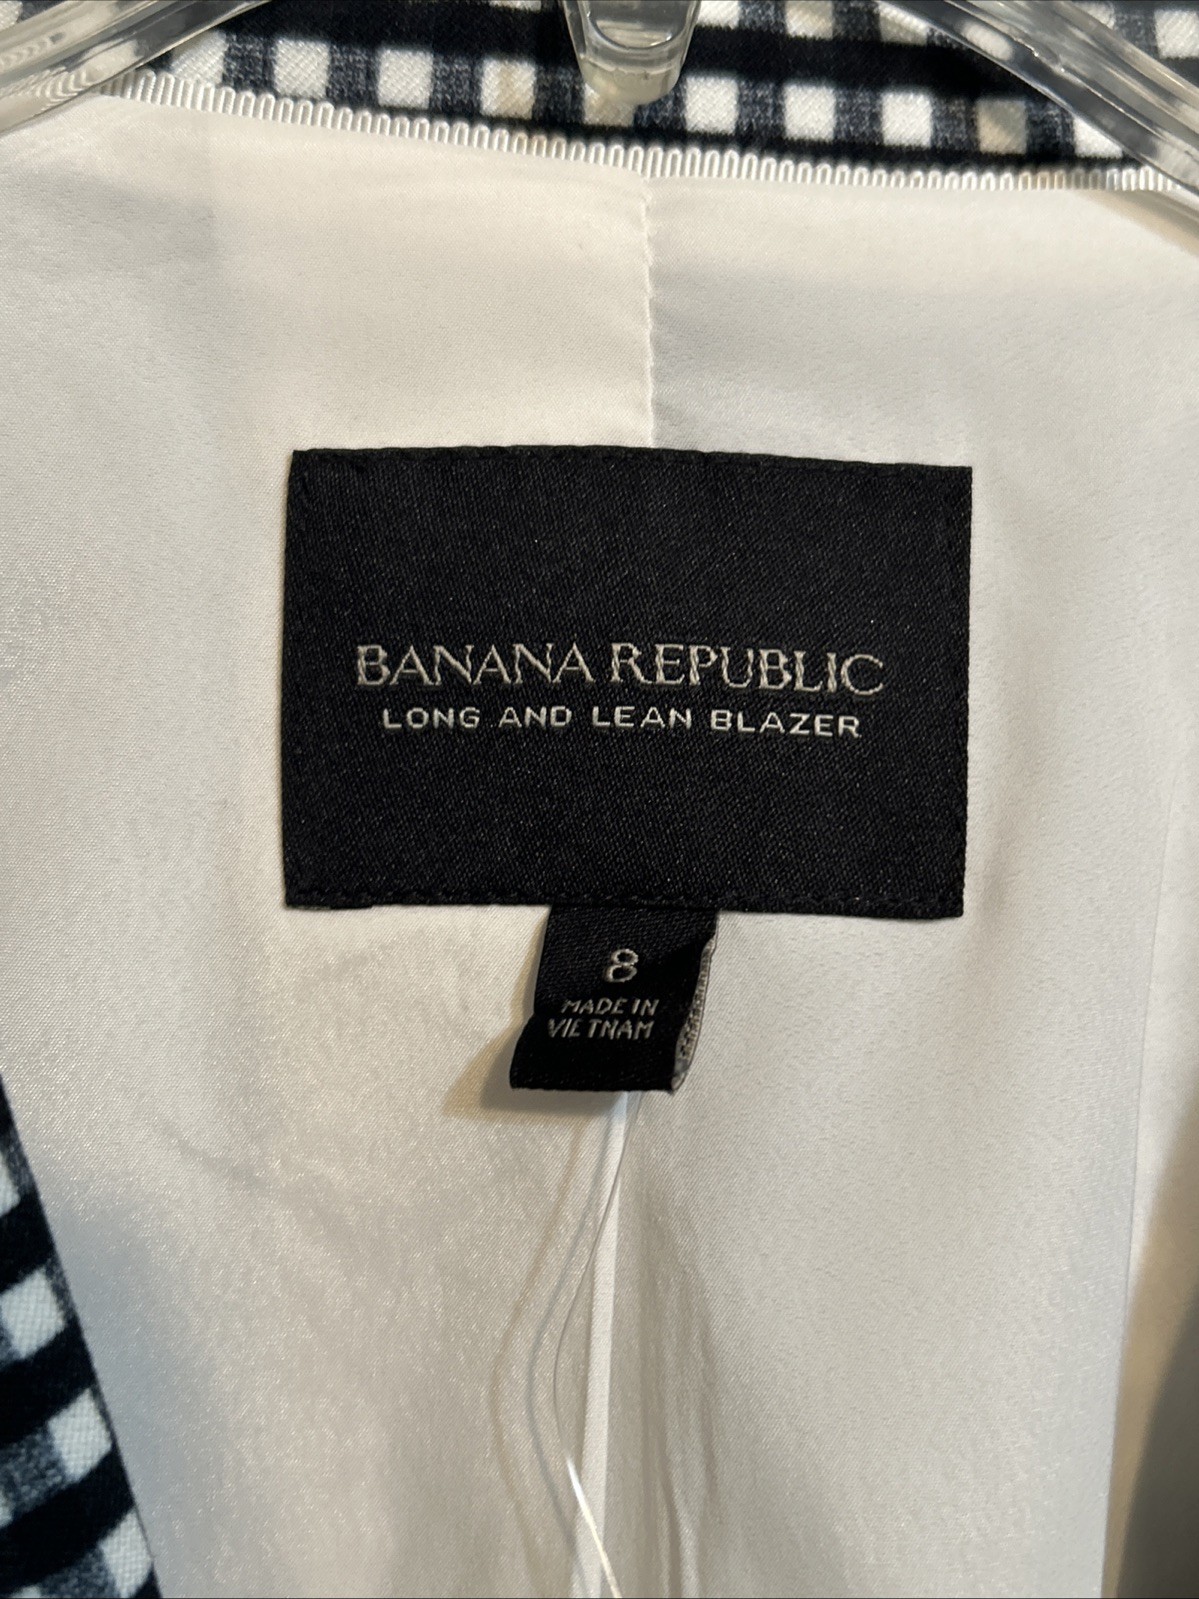 BANANA REPUBLIC
LONG AND LEAN BLAZER
8
MADE IN
VIETNAM